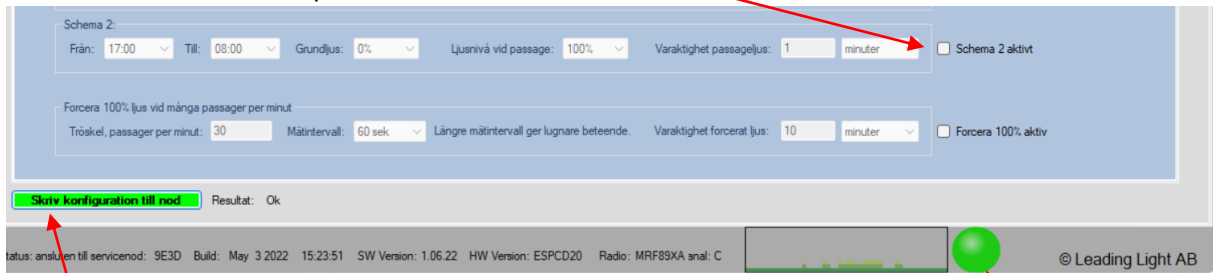 Schema 2:
Från: 17:00 Till: 08:00 Grundljus: 0% Ljusnivå vid passage: 100% Varaktighet passageljus: 1 minuter Schema 2 aktivt
Forcera 100% ljus vid många passager per minut
Tröskel, passager per minut: 30 Mätintervall: 60 sek Längre mätintervall ger lugnare beteende. Varaktighet forcerat ljus: 10 minuter Forcera 100% aktiv
Skriv konfiguration till nod Resultat: Ok
tatus: ansluten till servicenod: 9E3D Build: May 3 2022 15:23:51 SW Version: 1.06.22 HW Version: ESPCD20 Radio: MRF89XA anal: C © Leading Light AB